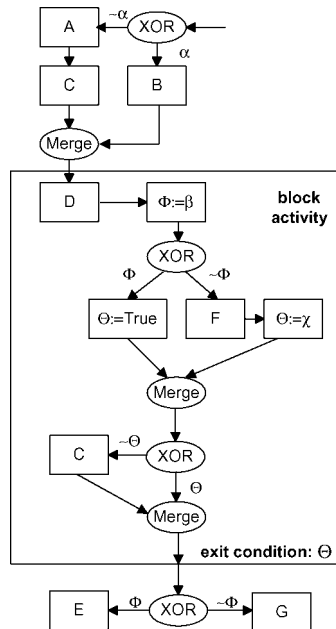 A
~α
XOR
α
C
B
Merge
D
Φ:=β
block
activity
XOR
Φ
~Φ
Θ:=True
F
Θ:=χ
Merge
C
~Θ
XOR
Θ
Merge
exit condition: Θ
E
Φ
XOR
~Φ
G